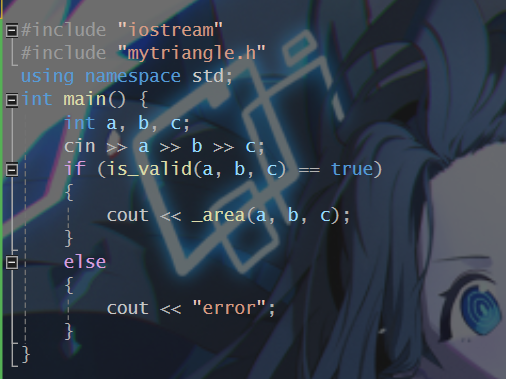 #include "iostream"
#include "mytriangle.h"
using namespace std;
int main() {
    int a, b, c;
    cin >> a >> b >> c;
    if (is_valid(a, b, c) == true)
    {
        cout << _area(a, b, c);
    }
    else
    {
        cout << "error";
    }
}